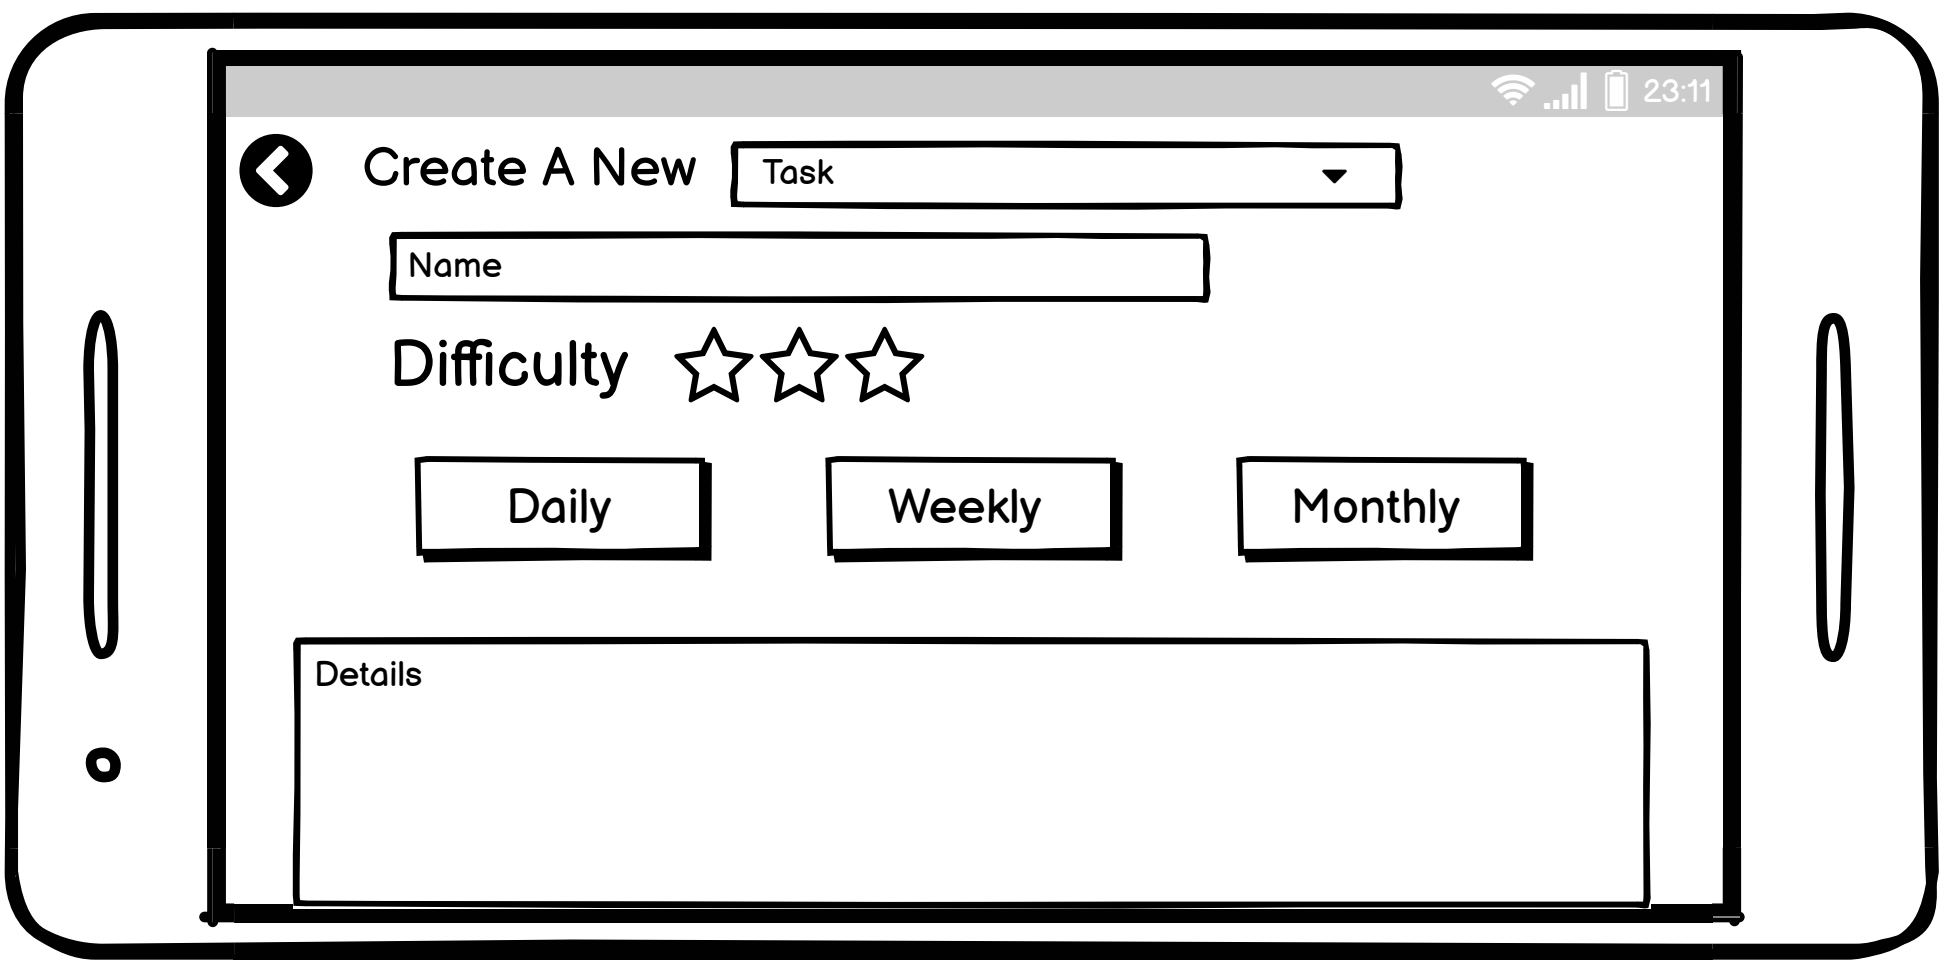 23:11
Create A New Task
Name
Difficulty
Daily Weekly Monthly
Details